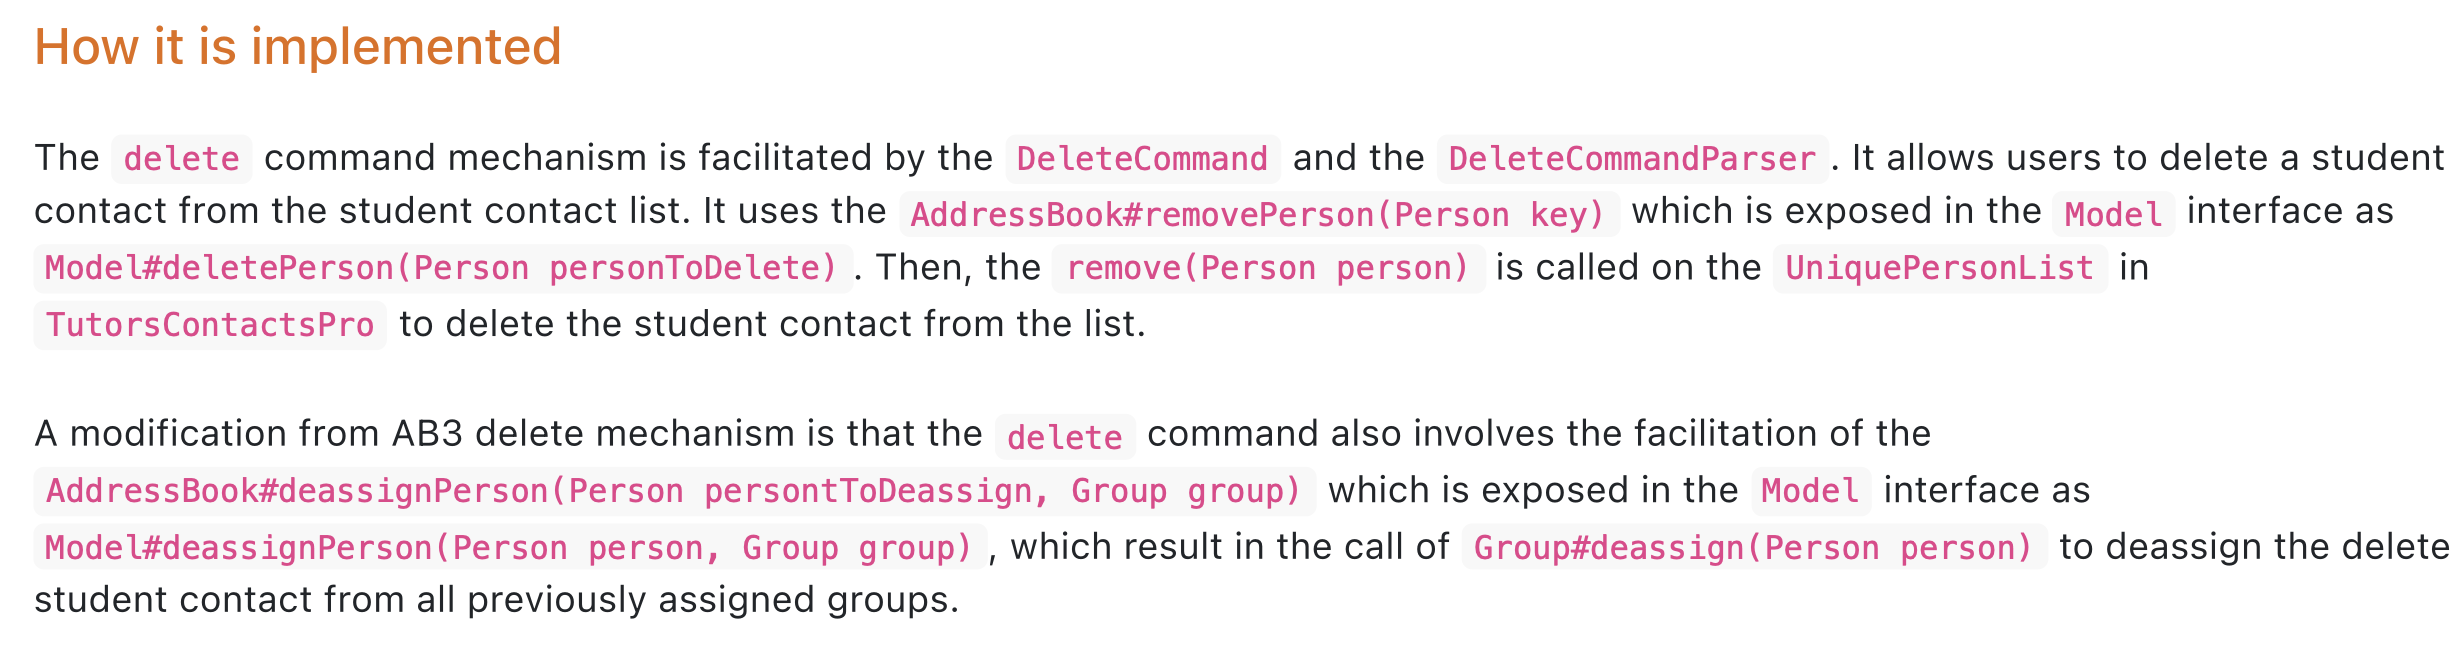 How it is implemented
The delete command mechanism is facilitated by the DeleteCommand and the DeleteCommandParser. It allows users to delete a student
contact from the student contact list. It uses the AddressBook#removePerson(Person key) which is exposed in the Model interface as
Model#deletePerson(Person personToDelete). Then, the remove(Person person) is called on the UniquePersonList in
TutorsContactsPro to delete the student contact from the list.
A modification from AB3 delete mechanism is that the delete command also involves the facilitation of the
AddressBook#deassignPerson(Person persontToDeassign, Group group) which is exposed in the Model interface as
Model#deassignPerson(Person person, Group group), which result in the call of Group#deassign(Person person) to deassign the delete
student contact from all previously assigned groups.